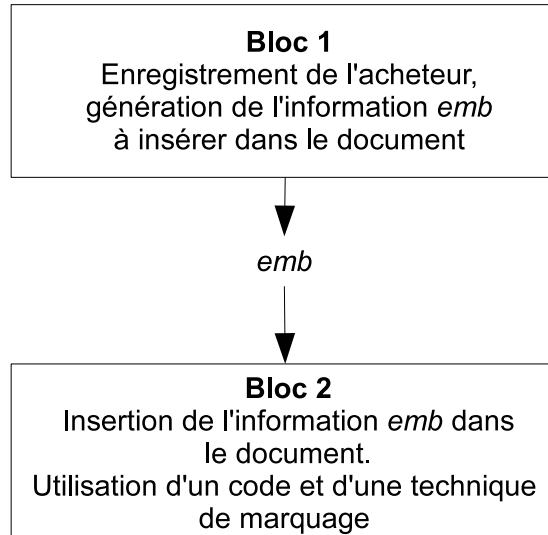 Bloc 1
Enregistrement de l'acheteur,
génération de l'information emb
à insérer dans le document
emb
Bloc 2
Insertion de l'information emb dans
le document.
Utilisation d'un code et d'une technique
de marquage